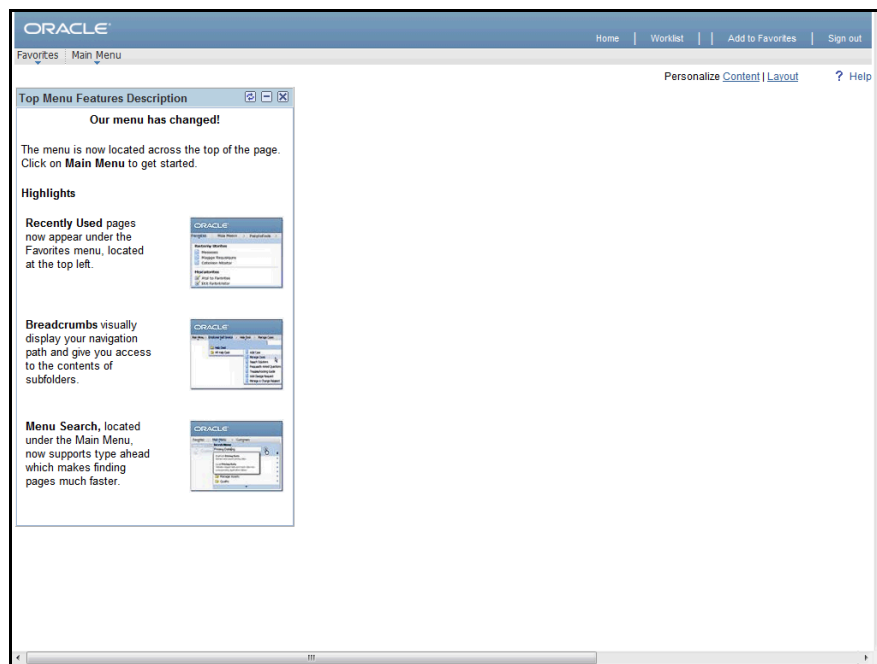 ORACLE
Home | Worklist | | Add to Favorites | Sign out
Favorites Main Menu
Personalize Content | Layout ? Help
Top Menu Features Description
Our menu has changed!
The menu is now located across the top of the page.
Click on Main Menu to get started.
Highlights
Recently Used pages
now appear under the
Favorites menu, located
at the top left.
ORACLE
Breadcrumbs visually
display your navigation
path and give you access
to the contents of
subfolders.
ORACLE
Menu Search, located
under the Main Menu,
now supports type ahead
which makes finding
pages much faster.
ORACLE